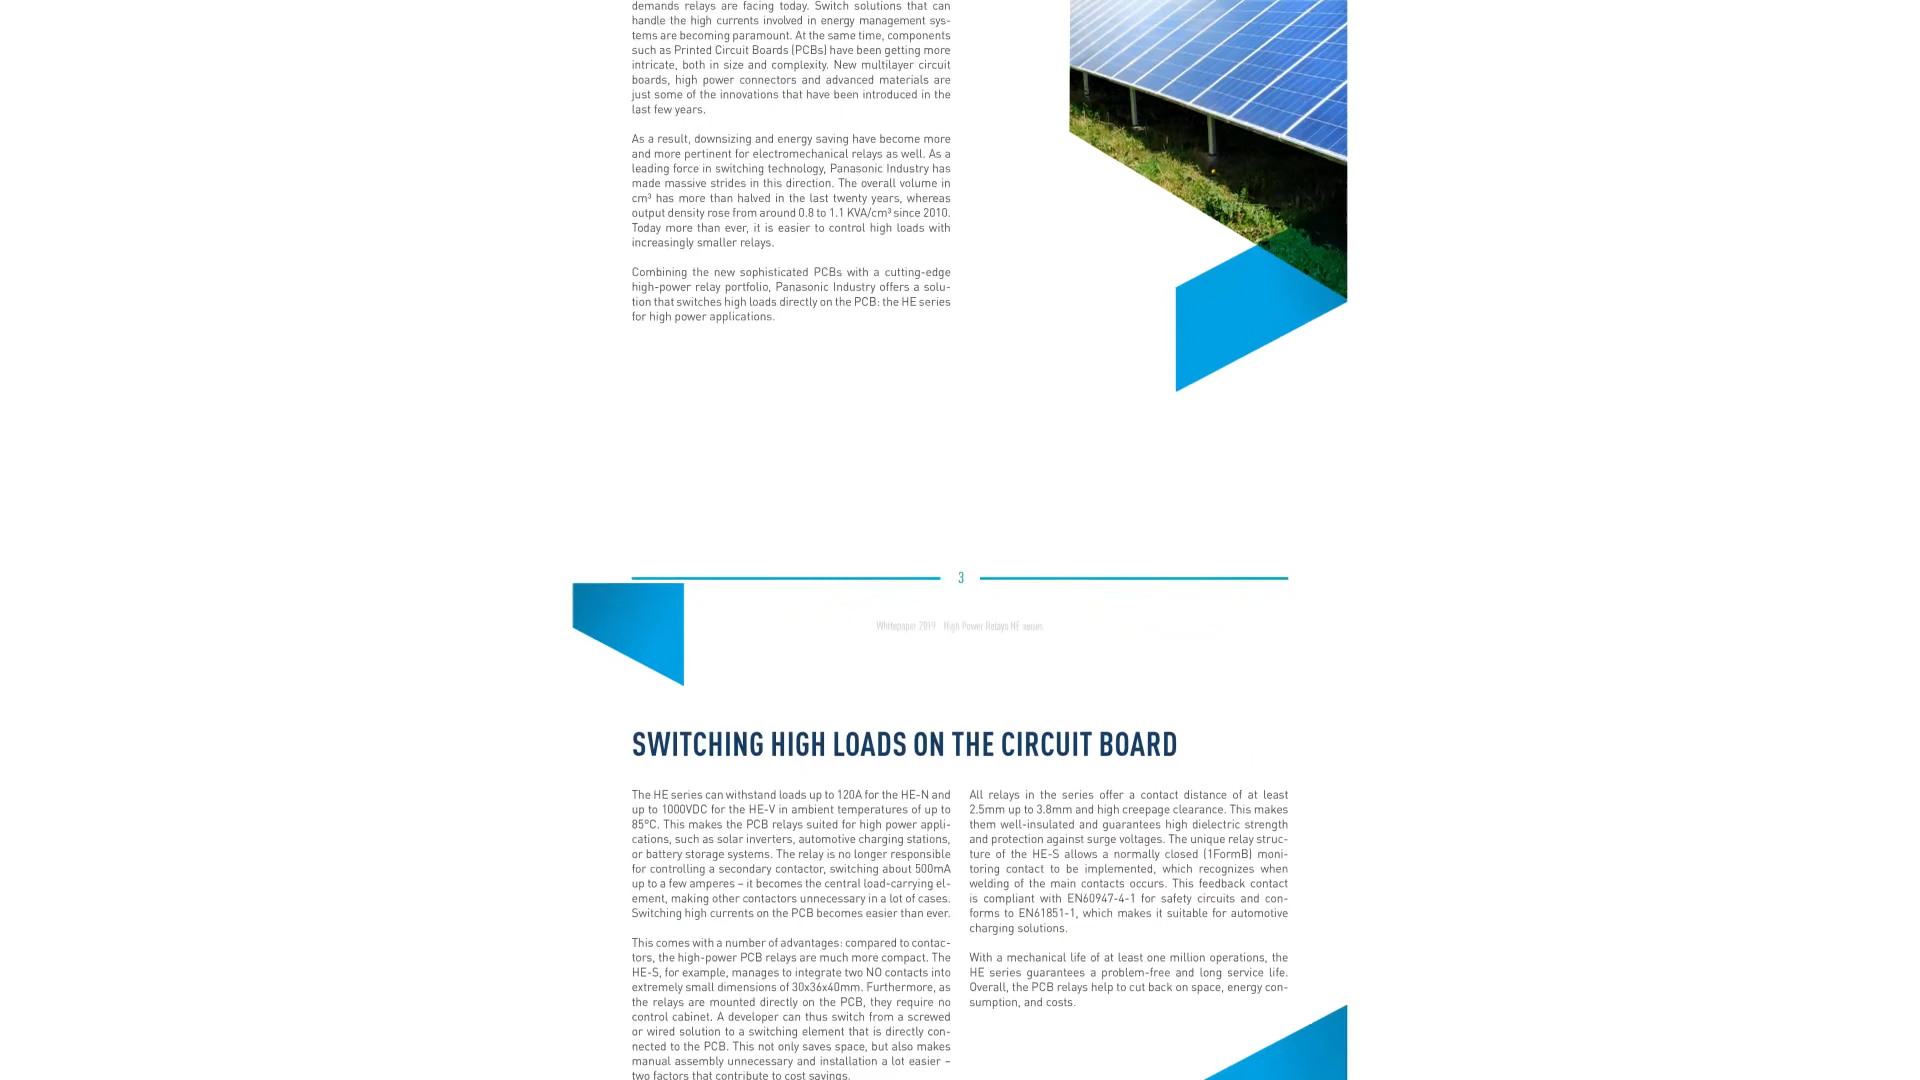 demands relays are facing today. Switch solutions that can
handle the high currents involved in energy management sys-
tems are becoming paramount. At the same time, components
such as Printed Circuit Boards (PCBs) have been getting more
intricate, both in size and complexity. New multilayer circuit
boards, high power connectors and advanced materials are
just some of the innovations that have been introduced in the
last few years.
As a result, downsizing and energy saving have become more
and more pertinent for electromechanical relays as well. As a
leading force in switching technology, Panasonic Industry has
made massive strides in this direction. The overall volume in
cm³ has more than halved in the last twenty years, whereas
output density rose from around 0.8 to 1.1 KVA/cm³ since 2010.
Today more than ever, it is easier to control high loads with
increasingly smaller relays.
Combining the new sophisticated PCBs with a cutting-edge
high-power relay portfolio, Panasonic Industry offers a solu-
tion that switches high loads directly on the PCB: the HE series
for high power applications.
3
Whitepaper 2019 High Power Relays HE series
SWITCHING HIGH LOADS ON THE CIRCUIT BOARD
The HE series can withstand loads up to 120A for the HE-N and
up to 1000VDC for the HE-V in ambient temperatures of up to
85°C. This makes the PCB relays suited for high power appli-
cations, such as solar inverters, automotive charging stations,
or battery storage systems. The relay is no longer responsible
for controlling a secondary contactor, switching about 500mA
up to a few amperes – it becomes the central load-carrying el-
ement, making other contactors unnecessary in a lot of cases.
Switching high currents on the PCB becomes easier than ever.
This comes with a number of advantages: compared to contac-
tors, the high-power PCB relays are much more compact. The
HE-S, for example, manages to integrate two NO contacts into
extremely small dimensions of 30x36x40mm. Furthermore, as
the relays are mounted directly on the PCB, they require no
control cabinet. A developer can thus switch from a screwed
or wired solution to a switching element that is directly con-
nected to the PCB. This not only saves space, but also makes
manual assembly unnecessary and installation a lot easier –
two factors that contribute to cost savings.
All relays in the series offer a contact distance of at least
2.5mm up to 3.8mm and high creepage clearance. This makes
them well-insulated and guarantees high dielectric strength
and protection against surge voltages. The unique relay struc-
ture of the HE-S allows a normally closed (1FormB) moni-
toring contact to be implemented, which recognizes when
welding of the main contacts occurs. This feedback contact
is compliant with EN60947-4-1 for safety circuits and con-
forms to EN61851-1, which makes it suitable for automotive
charging solutions.
With a mechanical life of at least one million operations, the
HE series guarantees a problem-free and long service life.
Overall, the PCB relays help to cut back on space, energy con-
sumption, and costs.